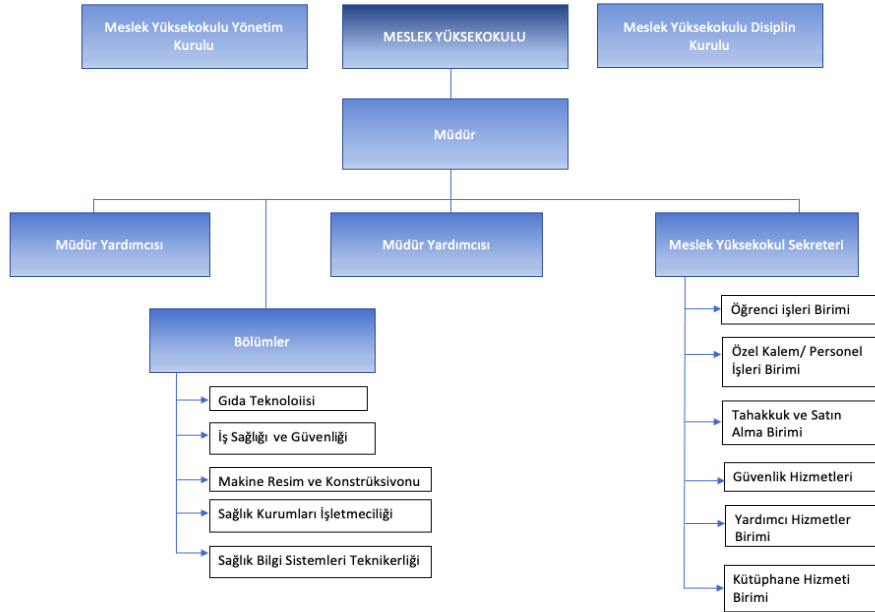 Meslek Yüksekokulu Yönetim
Kurulu
MESLEK YÜKSEKOKULU
Meslek Yüksekokulu Disiplin
Kurulu
Müdür
Müdür Yardımcısı
Müdür Yardımcısı
Meslek Yüksekokul Sekreteri
Bölümler
Gıda Teknoloiisi
İş Sağlığı ve Güvenliği
Makine Resim ve Konstrüksivonu
Sağlık Kurumları İşletmeciliği
Sağlık Bilgi Sistemleri Teknikerliği
Öğrenci işleri Birimi
Özel Kalem/ Personel
İşleri Birimi
Tahakkuk ve Satın
Alma Birimi
Güvenlik Hizmetleri
Yardımcı Hizmetler
Birimi
Kütüphane Hizmeti
Birimi